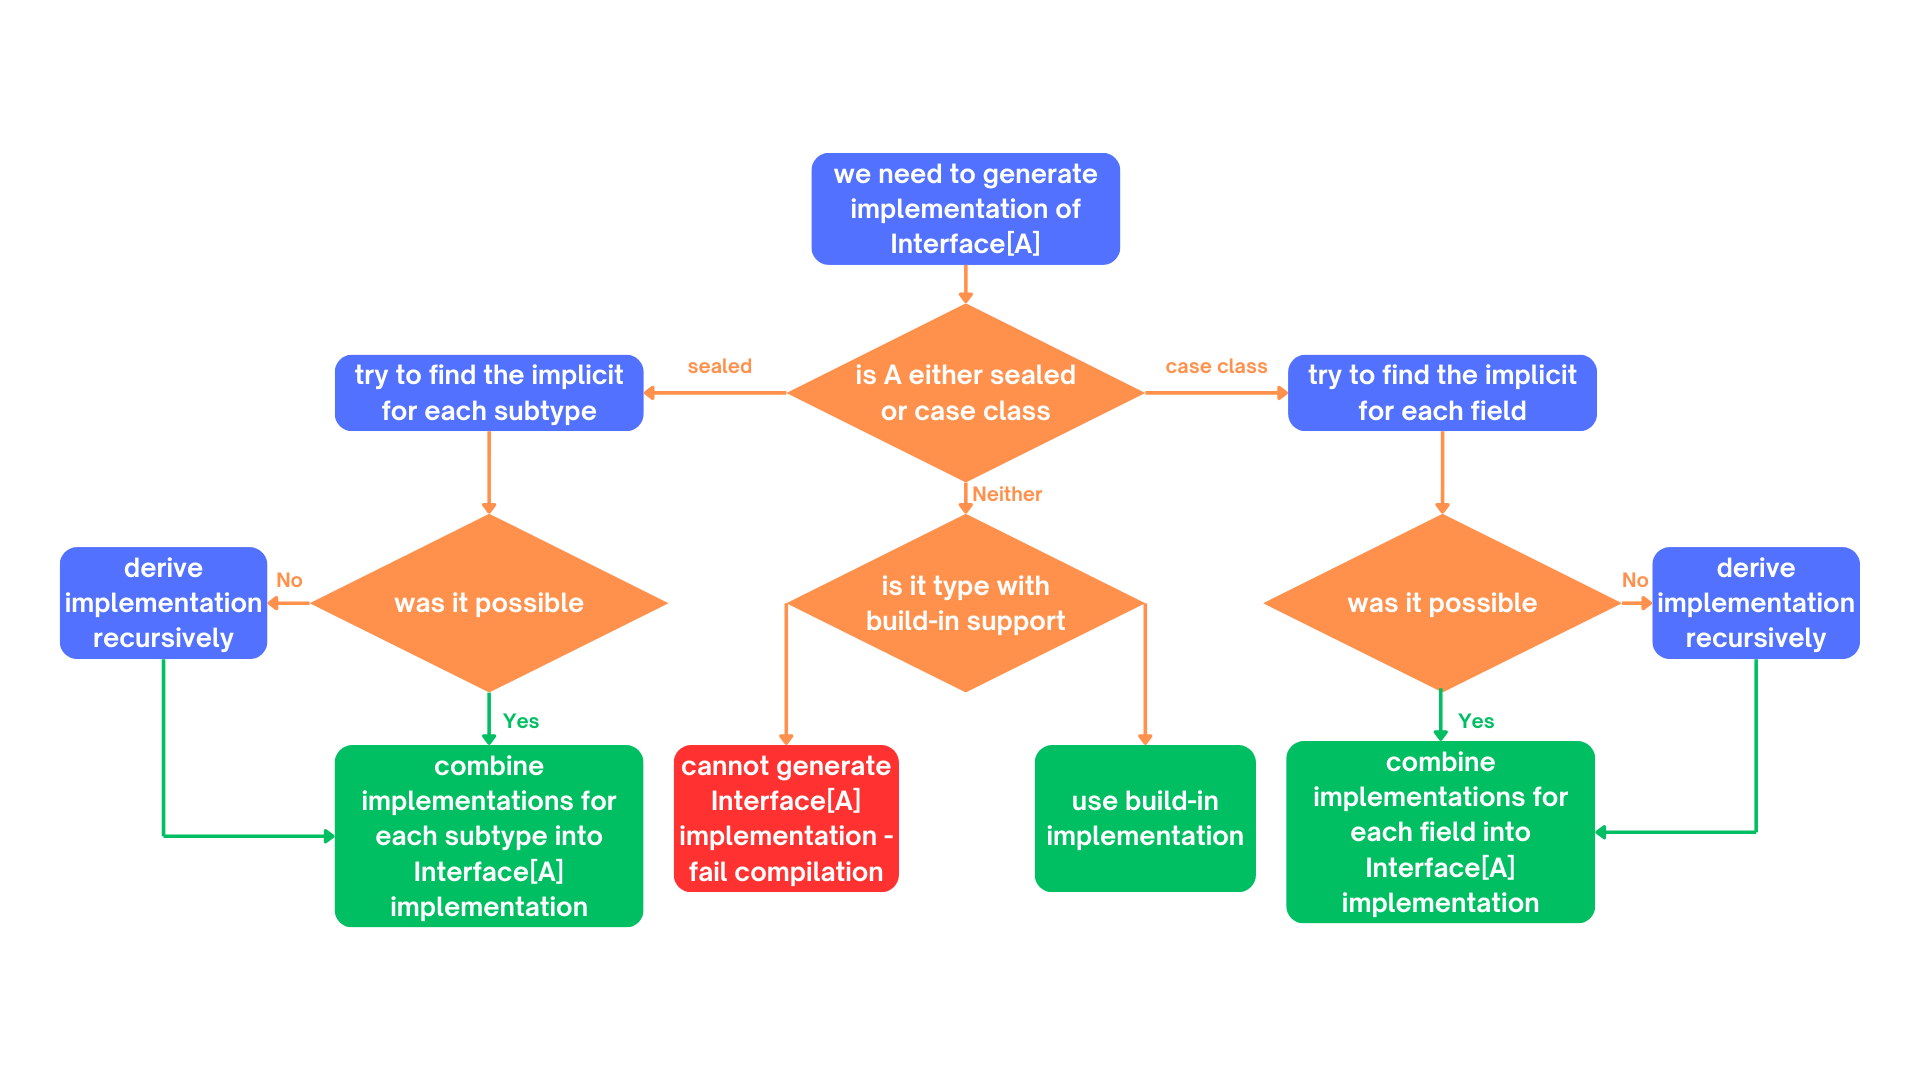 we need to generate
implementation of
Interface[A]
is A either sealed
or case class
sealed
try to find the implicit
for each subtype
was it possible
No
derive
implementation
recursively
Yes
combine
implementations for
each subtype into
Interface[A]
implementation
Neither
is it type with
build-in support
cannot generate
Interface[A]
implementation -
fail compilation
use build-in
implementation
case class
try to find the implicit
for each field
was it possible
No
derive
implementation
recursively
Yes
combine
implementations for
each field into
Interface[A]
implementation